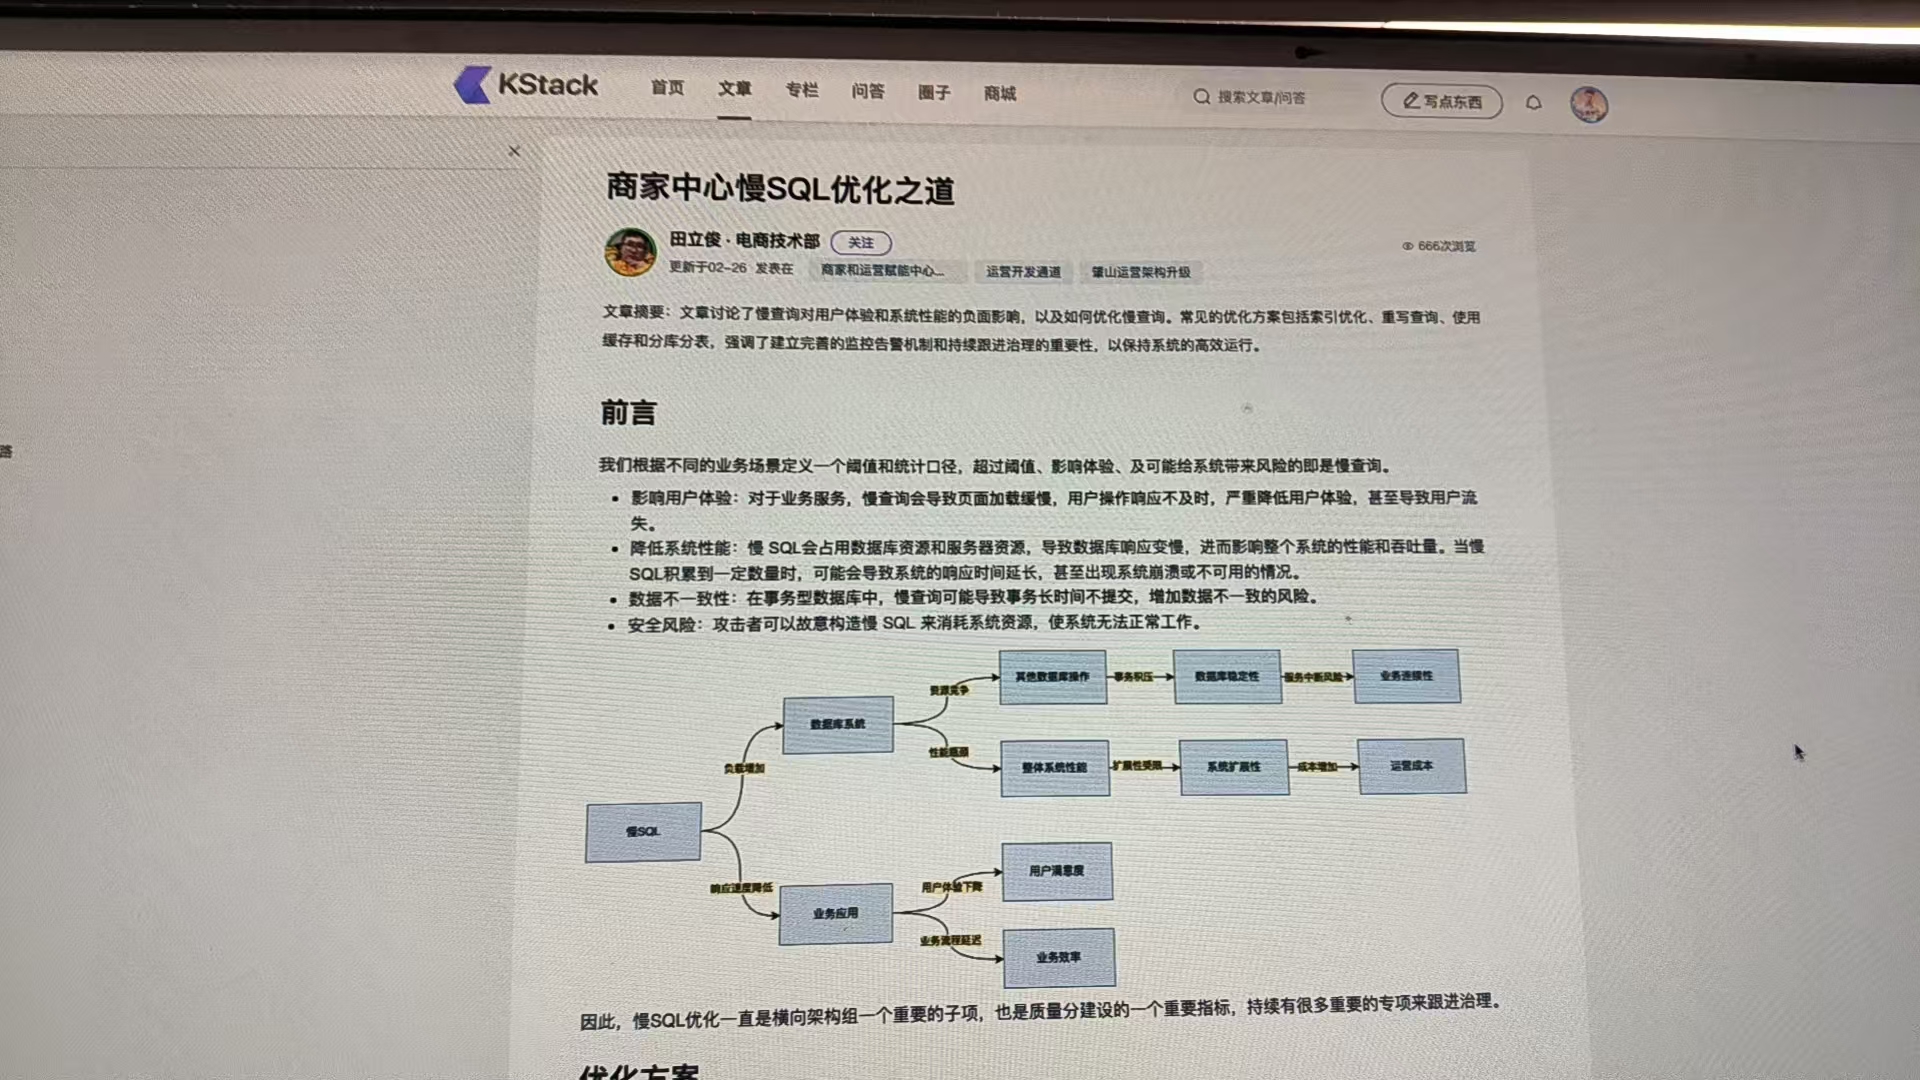 KStack
首页 文章 专栏 问答 圈子 商城
搜索文章/问答
写点东西
商家中心慢SQL优化之道
田立俊 · 电商技术部 关注
666次浏览
更新于02-26 发表在 商家和运营赋能中心... 运营开发通道 肇山运营架构升级
文章摘要：文章讨论了慢查询对用户体验和系统性能的负面影响，以及如何优化慢查询。常见的优化方案包括索引优化、重写查询、使用
缓存和分库分表，强调了建立完善的监控告警机制和持续跟进治理的重要性，以保持系统的高效运行。
前言
路
我们根据不同的业务场景定义一个阈值和统计口径，超过阈值、影响体验、及可能给系统带来风险的即是慢查询。
• 影响用户体验：对于业务服务，慢查询会导致页面加载缓慢，用户操作响应不及时，严重降低用户体验，甚至导致用户流
失。
• 降低系统性能：慢 SQL会占用数据库资源和服务器资源，导致数据库响应变慢，进而影响整个系统的性能和吞吐量。当慢
SQL积累到一定数量时，可能会导致系统的响应时间延长，甚至出现系统崩溃或不可用的情况。
• 数据不一致性：在事务型数据库中，慢查询可能导致事务长时间不提交，增加数据不一致的风险。
• 安全风险：攻击者可以故意构造慢 SQL 来消耗系统资源，使系统无法正常工作。
资源竞争
其他数据库操作 事务积压 数据库稳定性 服务中断风险 业务连续性
数据库系统
性能瓶颈
整体系统性能 扩展性受限 系统扩展性 成本增加 运营成本
负载增加
慢SQL
响应速度降低
业务应用
用户体验下降
用户满意度
业务流程延迟
业务效率
因此，慢SQL优化一直是横向架构组一个重要的子项，也是质量分建设的一个重要指标，持续有很多重要的专项来跟进治理。
优化方案